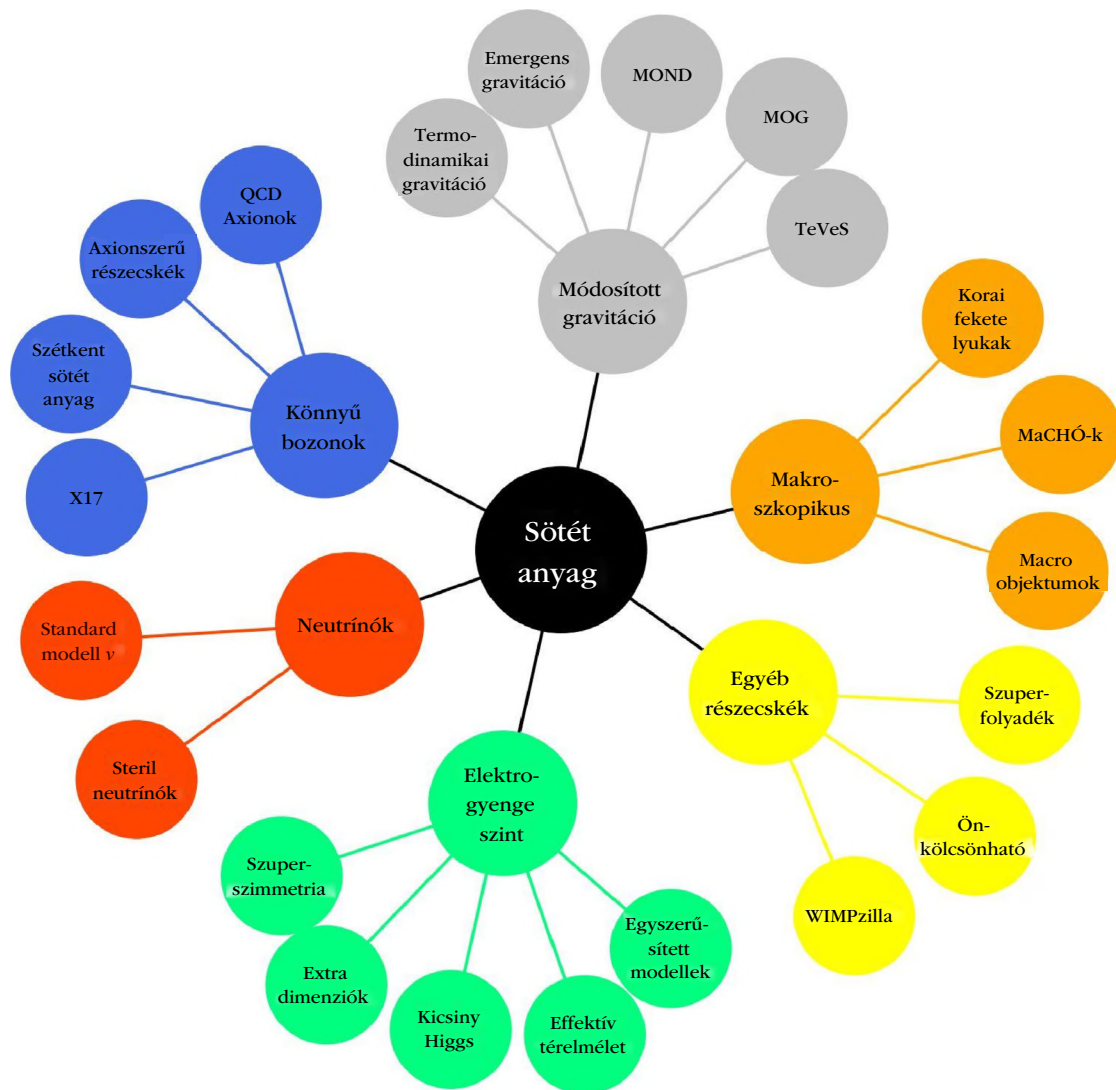 Sötét
anyag
Módosított
gravitáció
Termo-
dinamikai
gravitáció
Emergens
gravitáció
MOND
MOG
TeVeS
Makro-
szkopikus
Korai
fekete
lyukak
MaCHÓ-k
Macro
objektumok
Egyéb
részecskék
Szuper-
folyadék
Ön-
kölcsönható
WIMPzilla
Elektro-
gyenge
szint
Egyszerű-
sített
modellek
Effektív
térelmélet
Kicsiny
Higgs
Extra
dimenziók
Szuper-
szimmetria
Neutrínók
Steril
neutrínók
Standard
modell ν
Könnyű
bozonok
X17
Szétkent
sötét
anyag
Axionszerű
részecskék
QCD
Axionok